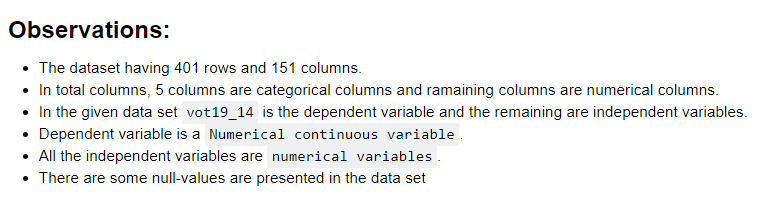 Observations:
The dataset having 401 rows and 151 columns.
In total columns, 5 columns are categorical columns and ramaining columns are numerical columns.
In the given data set vot19_14 is the dependent variable and the remaining are independent variables.
Dependent variable is a Numerical continuous variable.
All the independent variables are numerical variables.
There are some null-values are presented in the data set